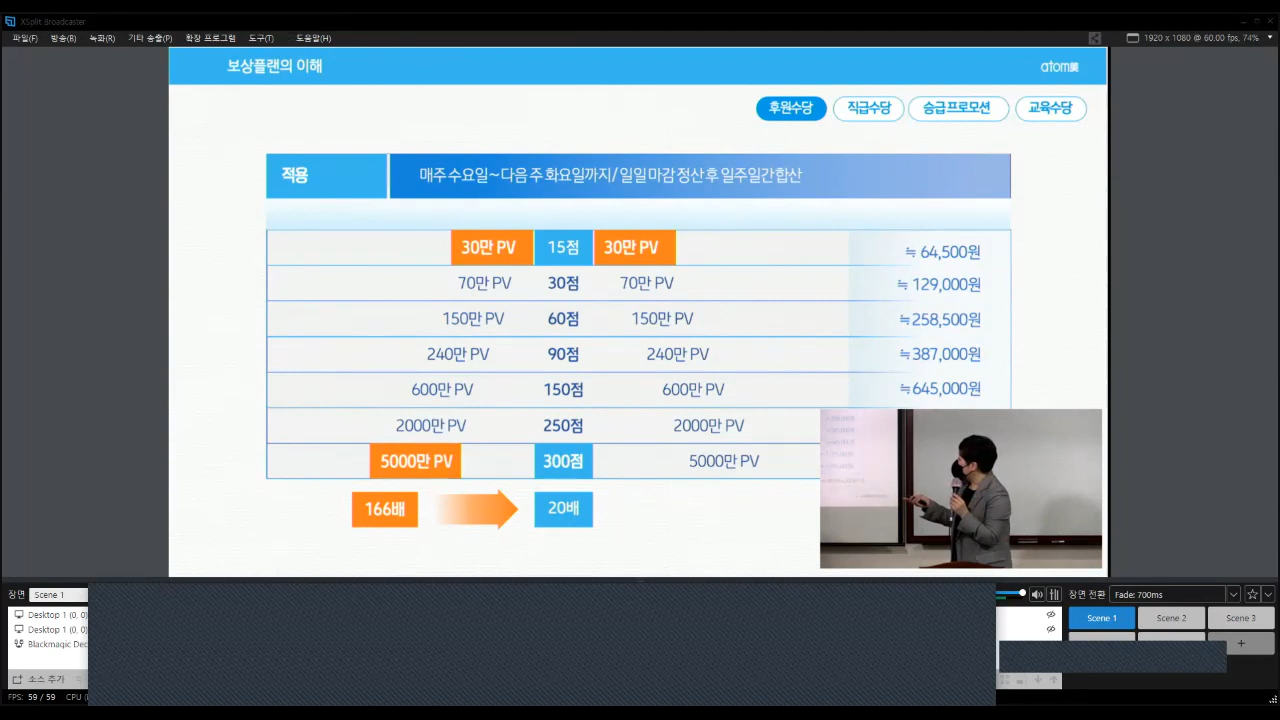 XSplit Broadcaster
파일(F) 방송(B) 녹화(R) 기타 송출(P) 확장 프로그램 도구(T) 도움말(H)
1920 x 1080 @ 60.00 fps, 74%
보상플랜의 이해
atom美
후원수당 직급수당 승급 프로모션 교육수당
적용 매주 수요일~다음 주 화요일까지/ 일일 마감 정산 후 일주일간 합산
30만 PV 15점 30만 PV ≒ 64,500원
70만 PV 30점 70만 PV ≒ 129,000원
150만 PV 60점 150만 PV ≒258,500원
240만 PV 90점 240만 PV ≒387,000원
600만 PV 150점 600만 PV ≒645,000원
2000만 PV 250점 2000만 PV
5000만 PV 300점 5000만 PV
166배 20배
장면 Scene 1
장면 전환 Fade: 700ms
Desktop 1 (0, 0)
Scene 1 Scene 2 Scene 3
Desktop 1 (0, 0)
Blackmagic Dec
+
소스 추가
FPS: 59 / 59 CPU